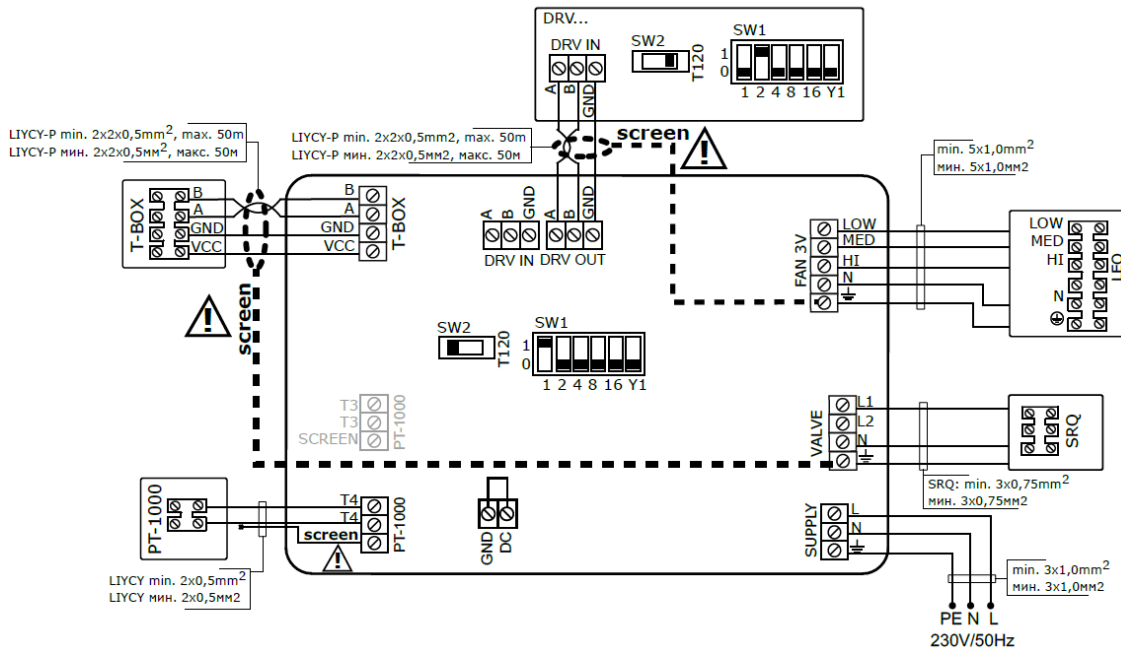 DRV...
DRV IN
A
B
GND
SW2
T120
SW1
1
0
1 2 4 8 16 Y1
LIYCY-P min. 2x2x0,5mm², max. 50m
LIYCY-P мин. 2x2x0,5мм², макс. 50м
LIYCY-P min. 2x2x0,5mm2, max. 50m
LIYCY-P мин. 2x2x0,5мм2, макс. 50м
screen
min. 5x1,0mm²
мин. 5x1,0мм2
T-BOX
B
A
GND
VCC
B
A
GND
VCC
T-BOX
A
B
GND
A
B
GND
DRV IN
DRV OUT
FAN 3V
LOW
MED
HI
N
LOW
MED
HI
N
LEO
screen
SW2
T120
SW1
1
0
1 2 4 8 16 Y1
T3
T3
SCREEN
PT-1000
VALVE
L1
L2
N
SRQ
SRQ: min. 3x0,75mm²
мин. 3x0,75мм2
PT-1000
T4
T4
screen
PT-1000
GND
DC
SUPPLY
L
N
LIYCY min. 2x0,5mm²
LIYCY мин. 2x0,5мм2
min. 3x1,0mm²
мин. 3x1,0мм2
PE N L
230V/50Hz